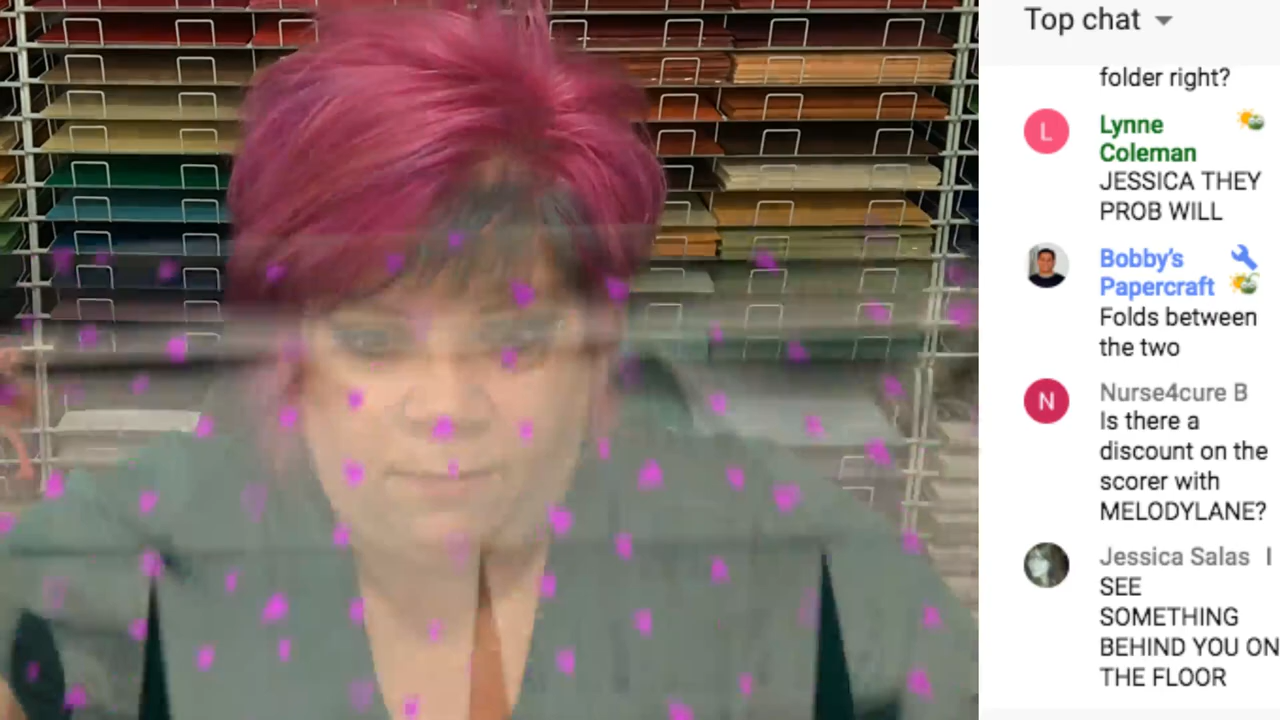 Top chat
folder right?
L
Lynne
Coleman
JESSICA THEY
PROB WILL
Bobby's
Papercraft
Folds between
the two
N
Nurse4cure B
Is there a
discount on the
scorer with
MELODYLANE?
Jessica Salas I
SEE
SOMETHING
BEHIND YOU ON
THE FLOOR